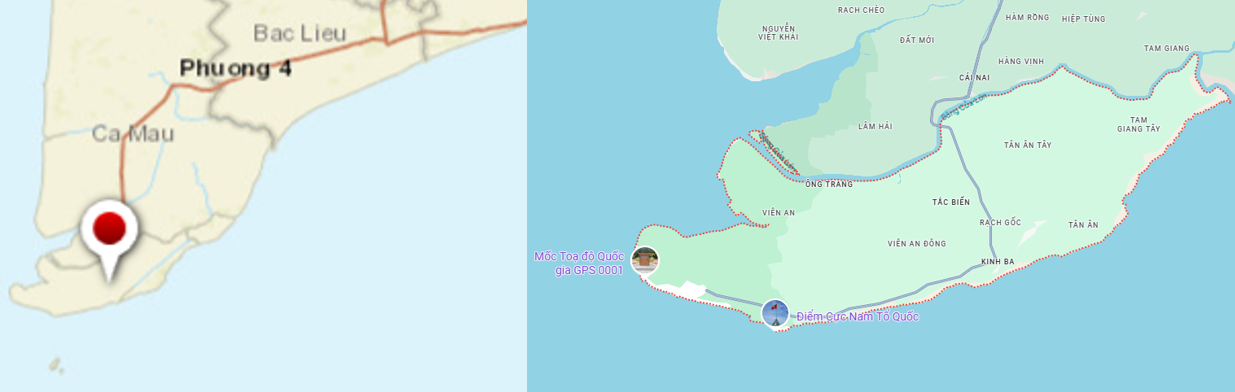 Bac Lieu
Phuong 4
Ca Mau
RẠCH CHÈO
NGUYỄN
VIỆT KHÁI
HÀM RỒNG
HIỆP TÙNG
ĐẤT MỚI
TAM GIANG
HÀNG VỊNH
CÁI NAI
LÂM HẢI
TAM
GIANG TÂY
TÂN ÂN TÂY
ÔNG TRANG
TẮC BIỂN
VIÊN AN
RẠCH GỐC
TÂN ÂN
VIÊN AN ĐÔNG
Mốc Tọa độ Quốc
gia GPS 0001
KINH BA
Điểm Cực Nam Tổ Quốc